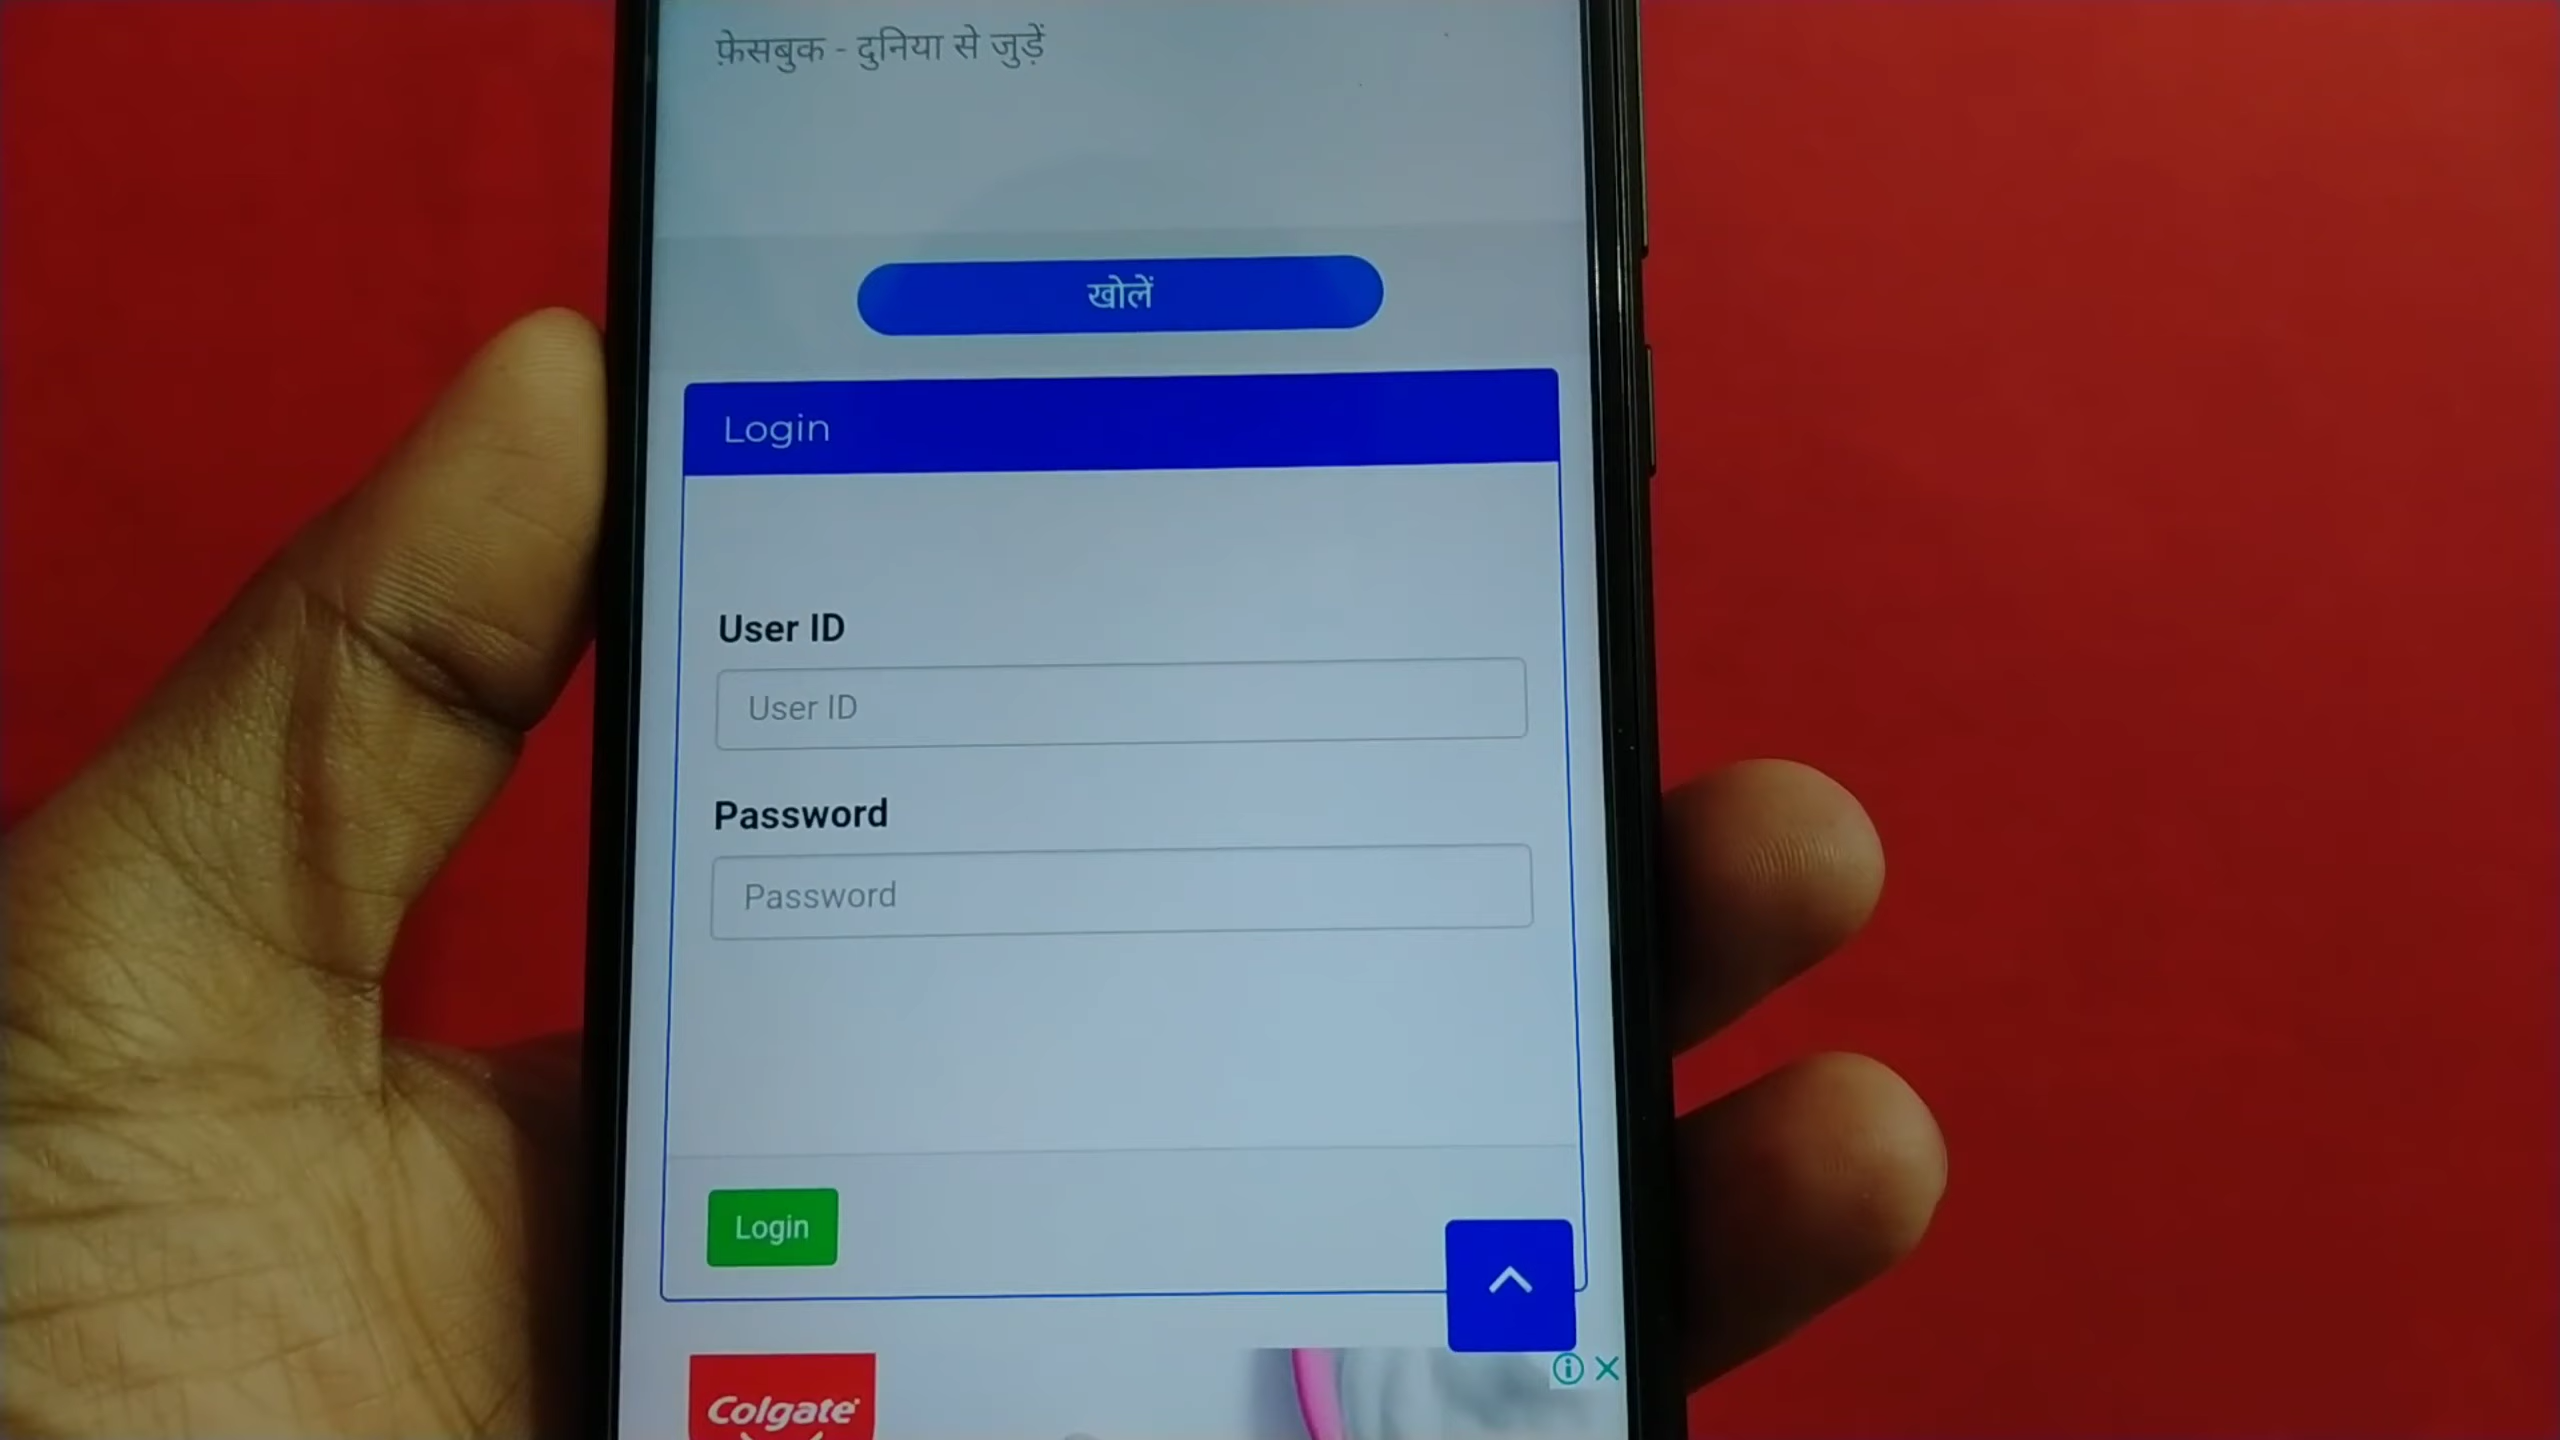 फ़ेसबुक - दुनिया से जुड़ें
खोलें
Login
User ID
User ID
Password
Password
Login
Colgate